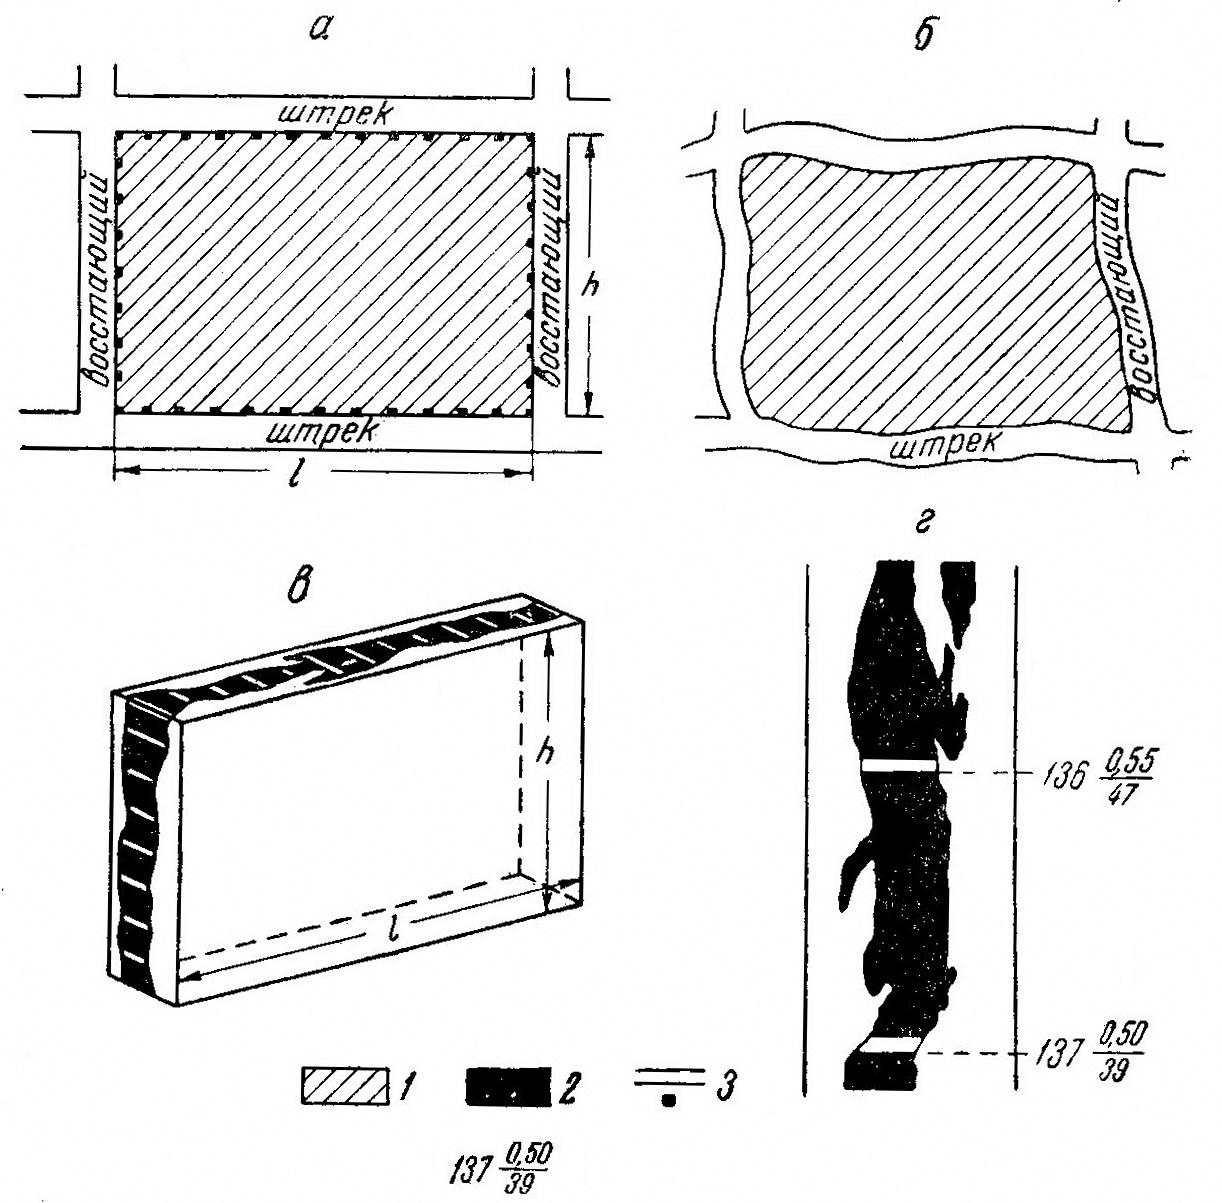 а
б
штрек
восстающий
восстающий
h
штрек
l
восстающий
штрек
в
г
h
l
136 0,55/47
137 0,50/39
1 2 3
137 0,50/39